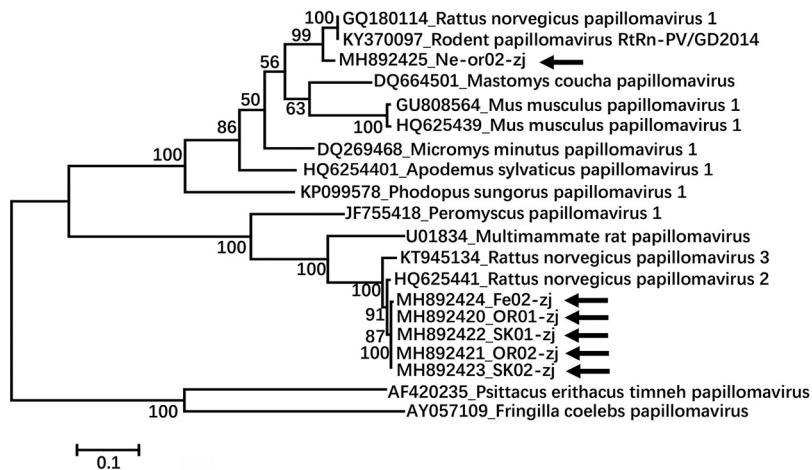 100 GQ180114_Rattus norvegicus papillomavirus 1
99 KY370097_Rodent papillomavirus RtRn-PV/GD2014
MH892425_Ne-or02-zj
56
DQ664501_Mastomys coucha papillomavirus
50 63 GU808564_Mus musculus papillomavirus 1
100 HQ625439_Mus musculus papillomavirus 1
86
DQ269468_Micromys minutus papillomavirus 1
100
HQ6254401_Apodemus sylvaticus papillomavirus 1
KP099578_Phodopus sungorus papillomavirus 1
JF755418_Peromyscus papillomavirus 1
100 U01834_Multimammate rat papillomavirus
KT945134_Rattus norvegicus papillomavirus 3
100
HQ625441_Rattus norvegicus papillomavirus 2
100
MH892424_Fe02-zj
91 MH892420_OR01-zj
87 MH892422_SK01-zj
100 MH892421_OR02-zj
MH892423_SK02-zj
AF420235_Psittacus erithacus timneh papillomavirus
100 AY057109_Fringilla coelebs papillomavirus
0.1